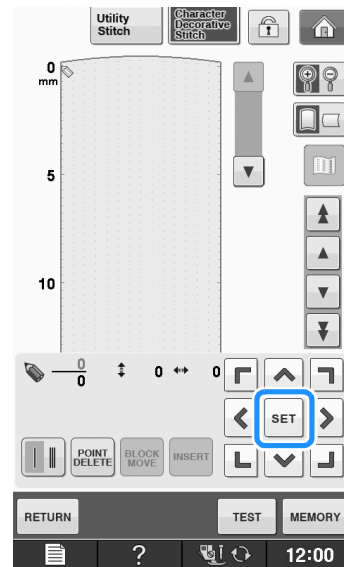 Utility
Stitch
Character
Decorative
Stitch
0
mm
5
10
0
0
0
0
SET
POINT
DELETE
BLOCK
MOVE
INSERT
RETURN
TEST
MEMORY
?
12:00